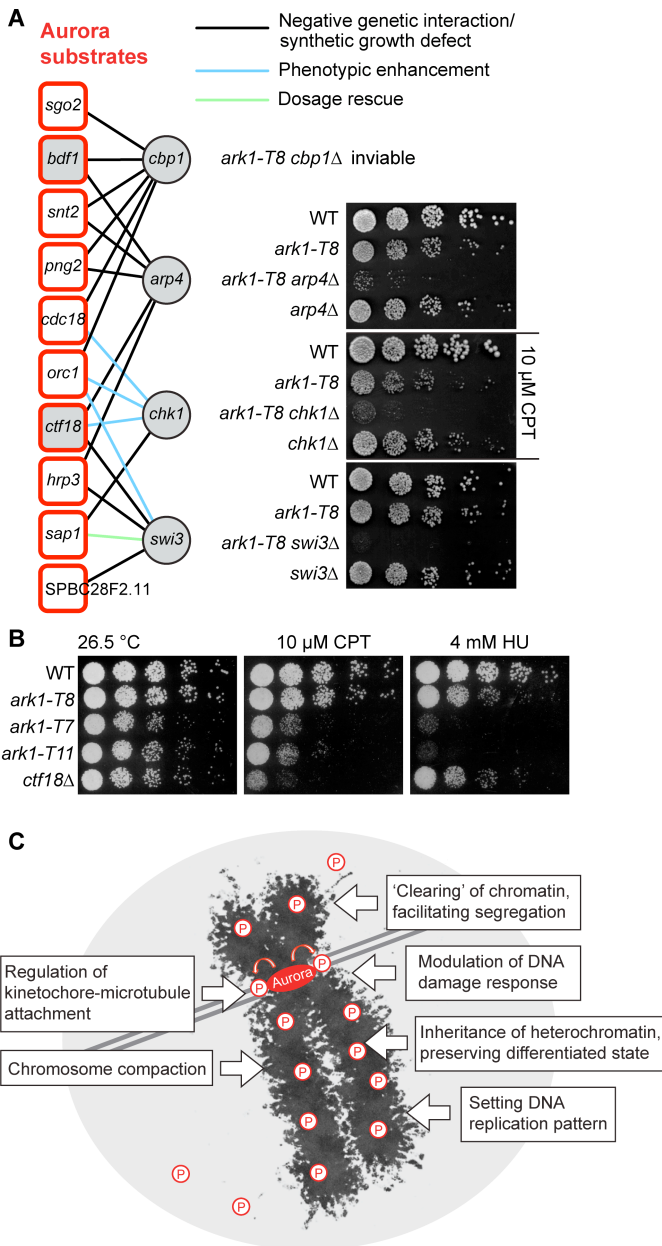 A
Aurora
substrates
Negative genetic interaction/
synthetic growth defect
Phenotypic enhancement
Dosage rescue
sgo2
bdf1
snt2
png2
cdc18
orc1
ctf18
hrp3
sap1
SPBC28F2.11
cbp1
arp4
chk1
swi3
ark1-T8 cbp1Δ inviable
WT
ark1-T8
ark1-T8 arp4Δ
arp4Δ
WT
ark1-T8
ark1-T8 chk1Δ
chk1Δ
10 µM CPT
WT
ark1-T8
ark1-T8 swi3Δ
swi3Δ
B
26.5 °C
10 µM CPT
4 mM HU
WT
ark1-T8
ark1-T7
ark1-T11
ctf18Δ
C
P
P
P
'Clearing' of chromatin,
facilitating segregation
Regulation of
kinetochore-microtubule
attachment
P
Aurora
P
Modulation of DNA
damage response
P
P
Inheritance of heterochromatin,
preserving differentiated state
P
Chromosome compaction
P
P
Setting DNA
replication pattern
P
P
P
P
P